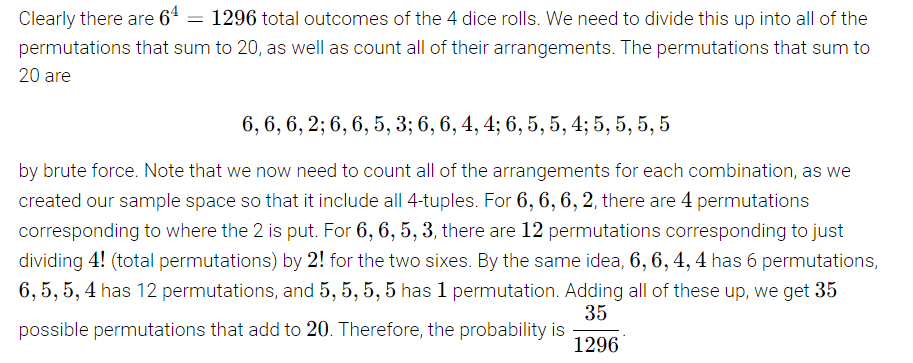 Clearly there are 6^4 = 1296 total outcomes of the 4 dice rolls. We need to divide this up into all of the
permutations that sum to 20, as well as count all of their arrangements. The permutations that sum to
20 are
6, 6, 6, 2; 6, 6, 5, 3; 6, 6, 4, 4; 6, 5, 5, 4; 5, 5, 5, 5
by brute force. Note that we now need to count all of the arrangements for each combination, as we
created our sample space so that it include all 4-tuples. For 6, 6, 6, 2, there are 4 permutations
corresponding to where the 2 is put. For 6, 6, 5, 3, there are 12 permutations corresponding to just
dividing 4! (total permutations) by 2! for the two sixes. By the same idea, 6, 6, 4, 4 has 6 permutations,
6, 5, 5, 4 has 12 permutations, and 5, 5, 5, 5 has 1 permutation. Adding all of these up, we get 35
possible permutations that add to 20. Therefore, the probability is 35/1296.